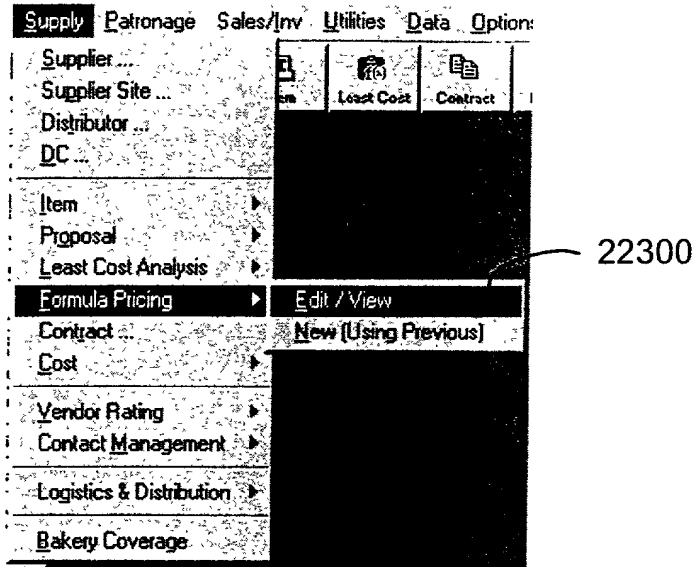 Supply Patronage Sales/Inv Utilities Data Option
Supplier ...
Supplier Site ...
Distributor ...
DC ...
Least Cost Contract
Item
Proposal
Least Cost Analysis
Formula Pricing
Edit / View
22300
Contract ...
New (Using Previous)
Cost
Vendor Rating
Contact Management
Logistics & Distribution
Bakery Coverage